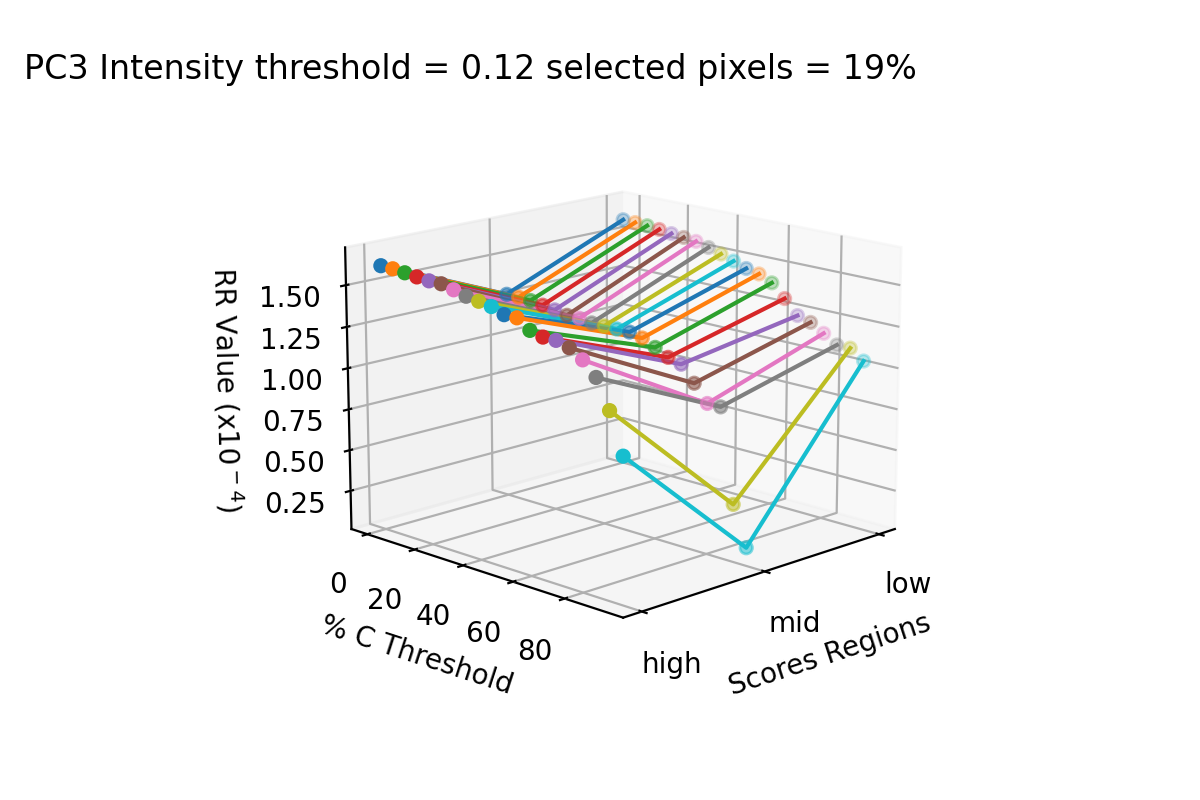 PC3 Intensity threshold = 0.12 selected pixels = 19%
RR Value (x10⁻⁴)
1.50
1.25
1.00
0.75
0.50
0.25
0
20
40
60
80
% C Threshold
high
mid
low
Scores Regions